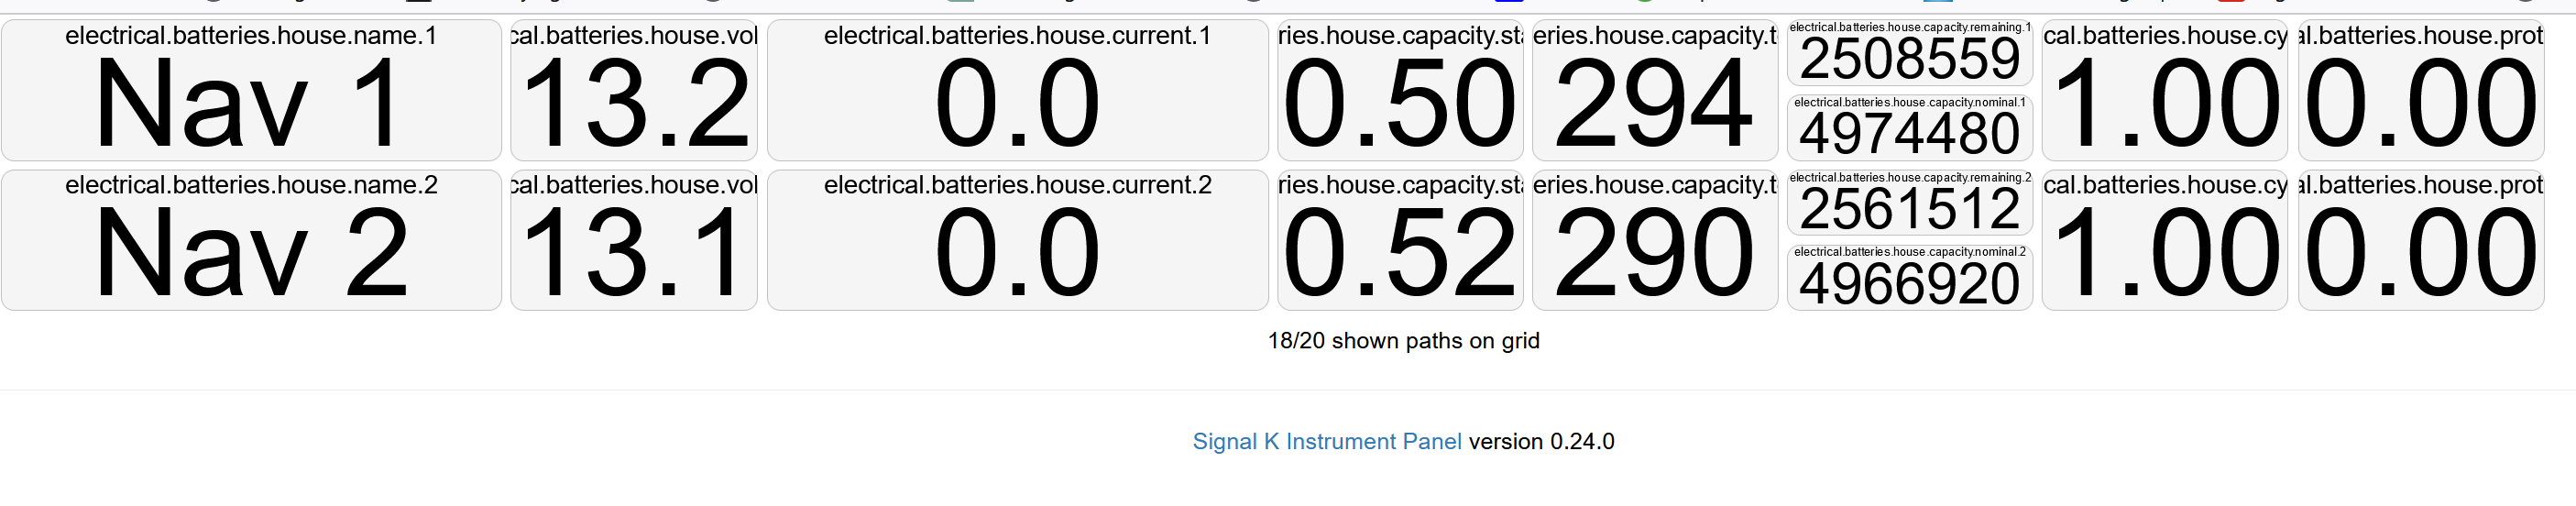 electrical.batteries.house.name.1
Nav 1
cal.batteries.house.vol
13.2
electrical.batteries.house.current.1
0.0
ries.house.capacity.sta
0.50
eries.house.capacity.t
294
electrical.batteries.house.capacity.remaining.1
2508559
electrical.batteries.house.capacity.nominal.1
4974480
cal.batteries.house.cy
1.00
al.batteries.house.prot
0.00
electrical.batteries.house.name.2
Nav 2
cal.batteries.house.vol
13.1
electrical.batteries.house.current.2
0.0
ries.house.capacity.sta
0.52
eries.house.capacity.t
290
electrical.batteries.house.capacity.remaining.2
2561512
electrical.batteries.house.capacity.nominal.2
4966920
cal.batteries.house.cy
1.00
al.batteries.house.prot
0.00
18/20 shown paths on grid
Signal K Instrument Panel version 0.24.0